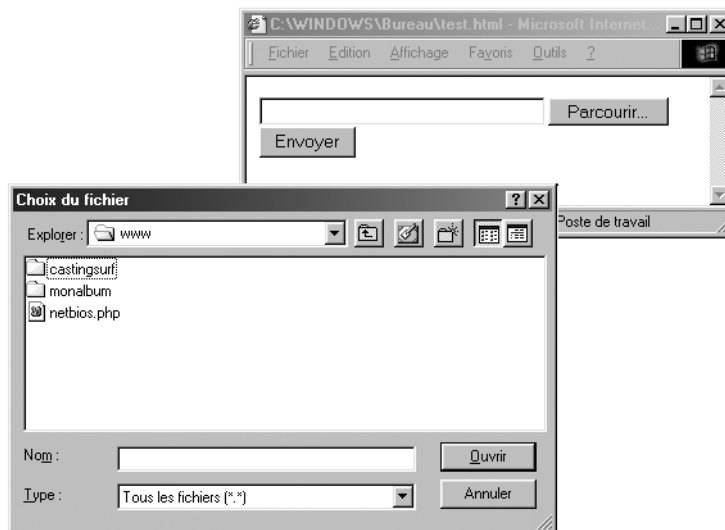 C:\WINDOWS\Bureau\test.html - Microsoft Internet...
Fichier Edition Affichage Favoris Outils ?
Parcourir...
Envoyer
Poste de travail
Choix du fichier
Explorer : www
castingsurf
monalbum
netbios.php
Nom :
Ouvrir
Type : Tous les fichiers (*.*)
Annuler